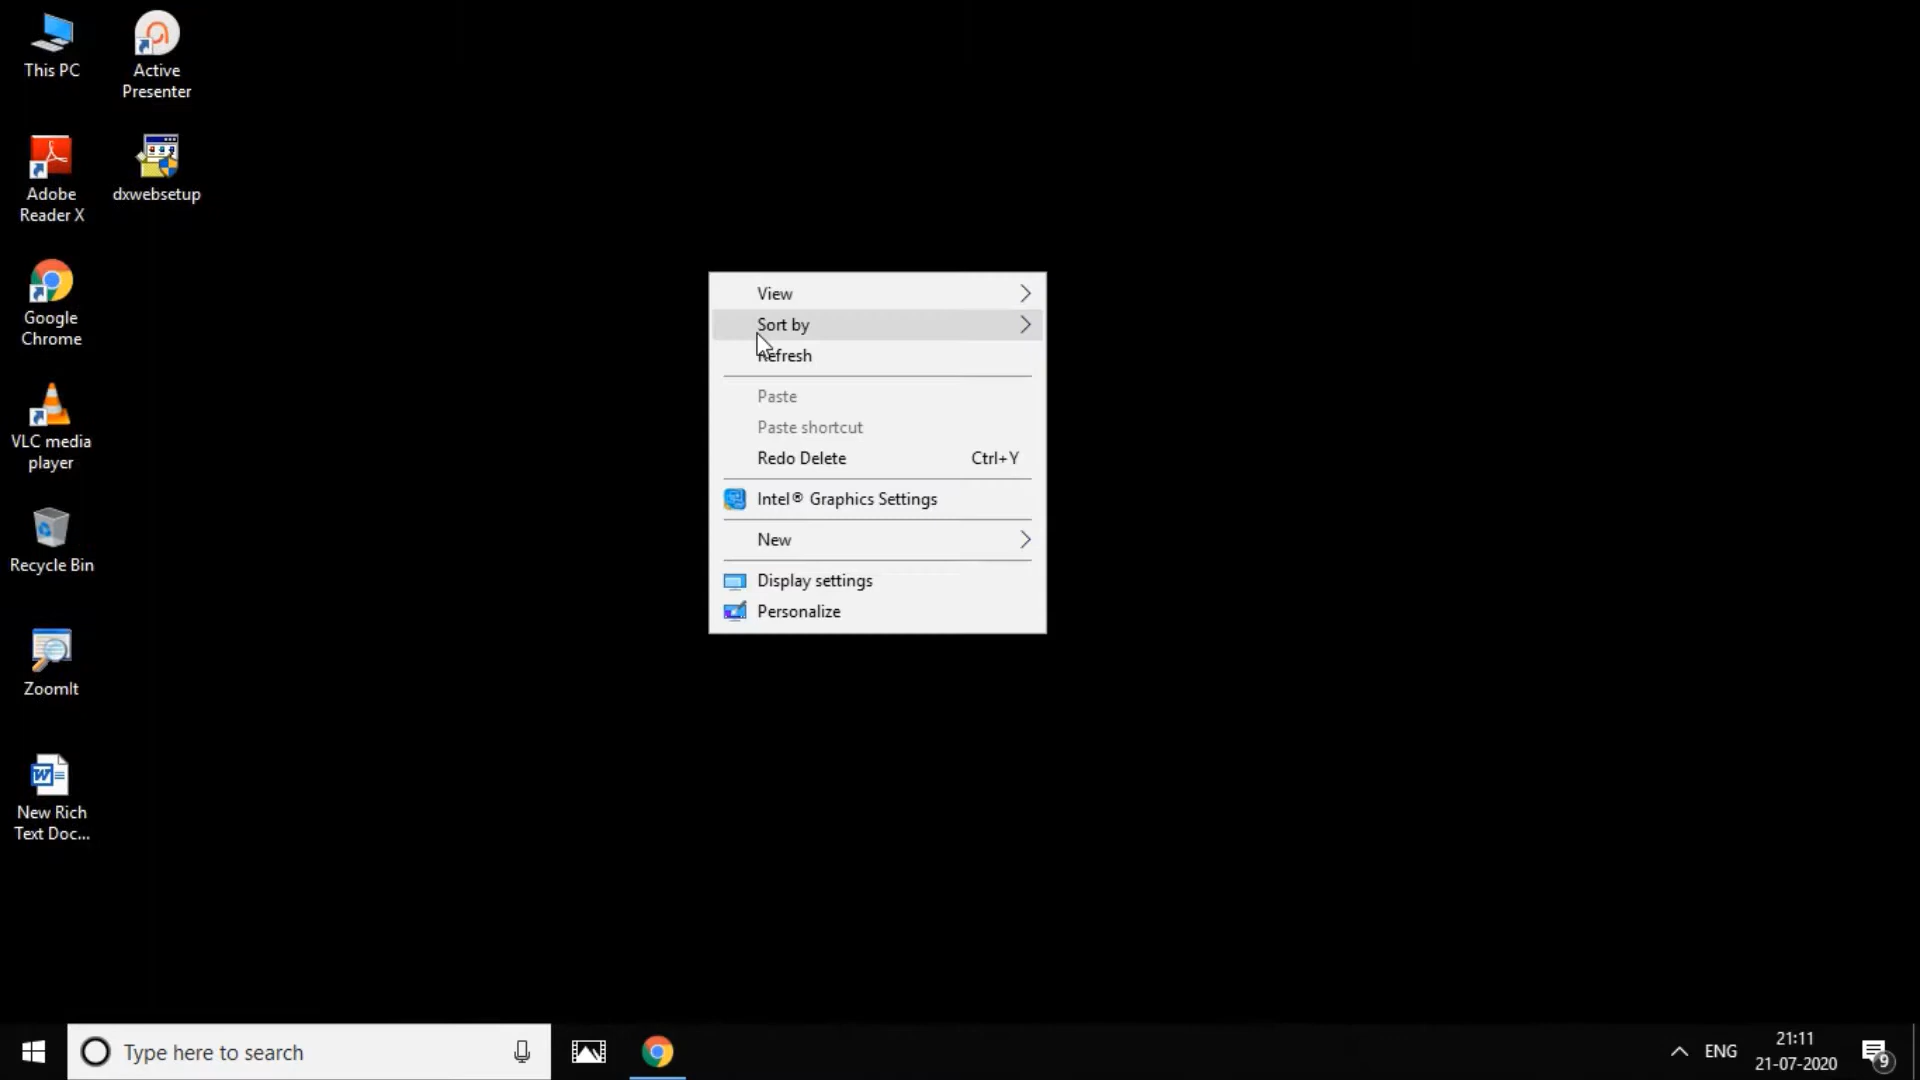 This PC
Active
Presenter
Adobe
Reader X
dxwebsetup
Google
Chrome
VLC media
player
Recycle Bin
ZoomIt
New Rich
Text Doc...
View
Sort by
Refresh
Paste
Paste shortcut
Redo Delete Ctrl+Y
Intel® Graphics Settings
New
Display settings
Personalize
Type here to search
ENG
21:11
21-07-2020
9